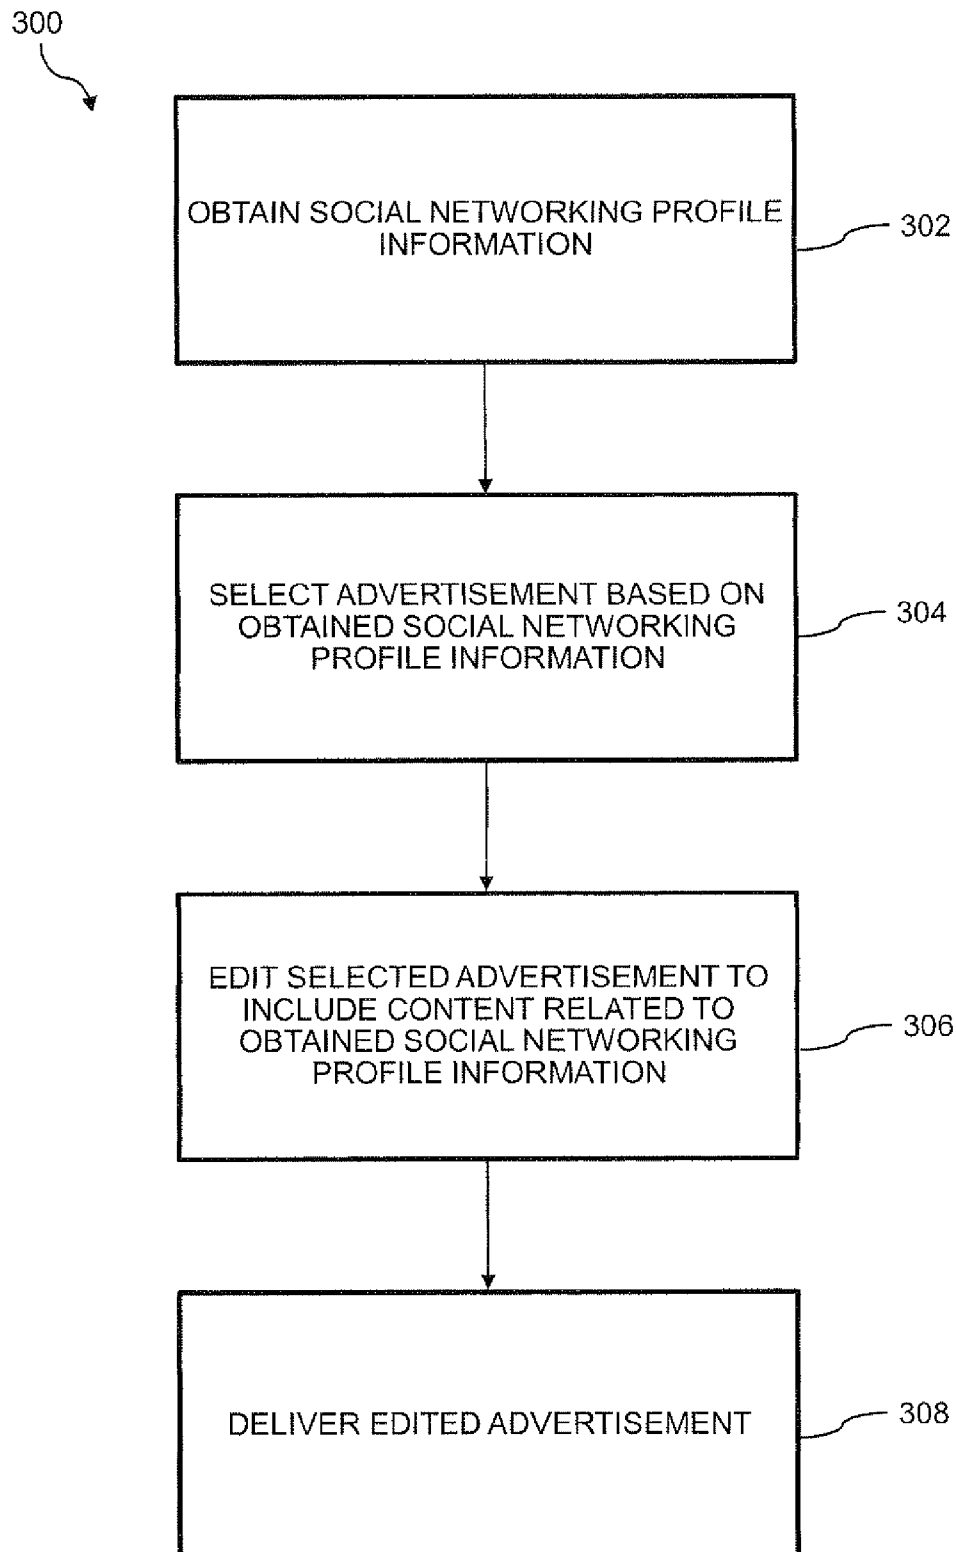 300
OBTAIN SOCIAL NETWORKING PROFILE
INFORMATION
302
SELECT ADVERTISEMENT BASED ON
OBTAINED SOCIAL NETWORKING
PROFILE INFORMATION
304
EDIT SELECTED ADVERTISEMENT TO
INCLUDE CONTENT RELATED TO
OBTAINED SOCIAL NETWORKING
PROFILE INFORMATION
306
DELIVER EDITED ADVERTISEMENT
308